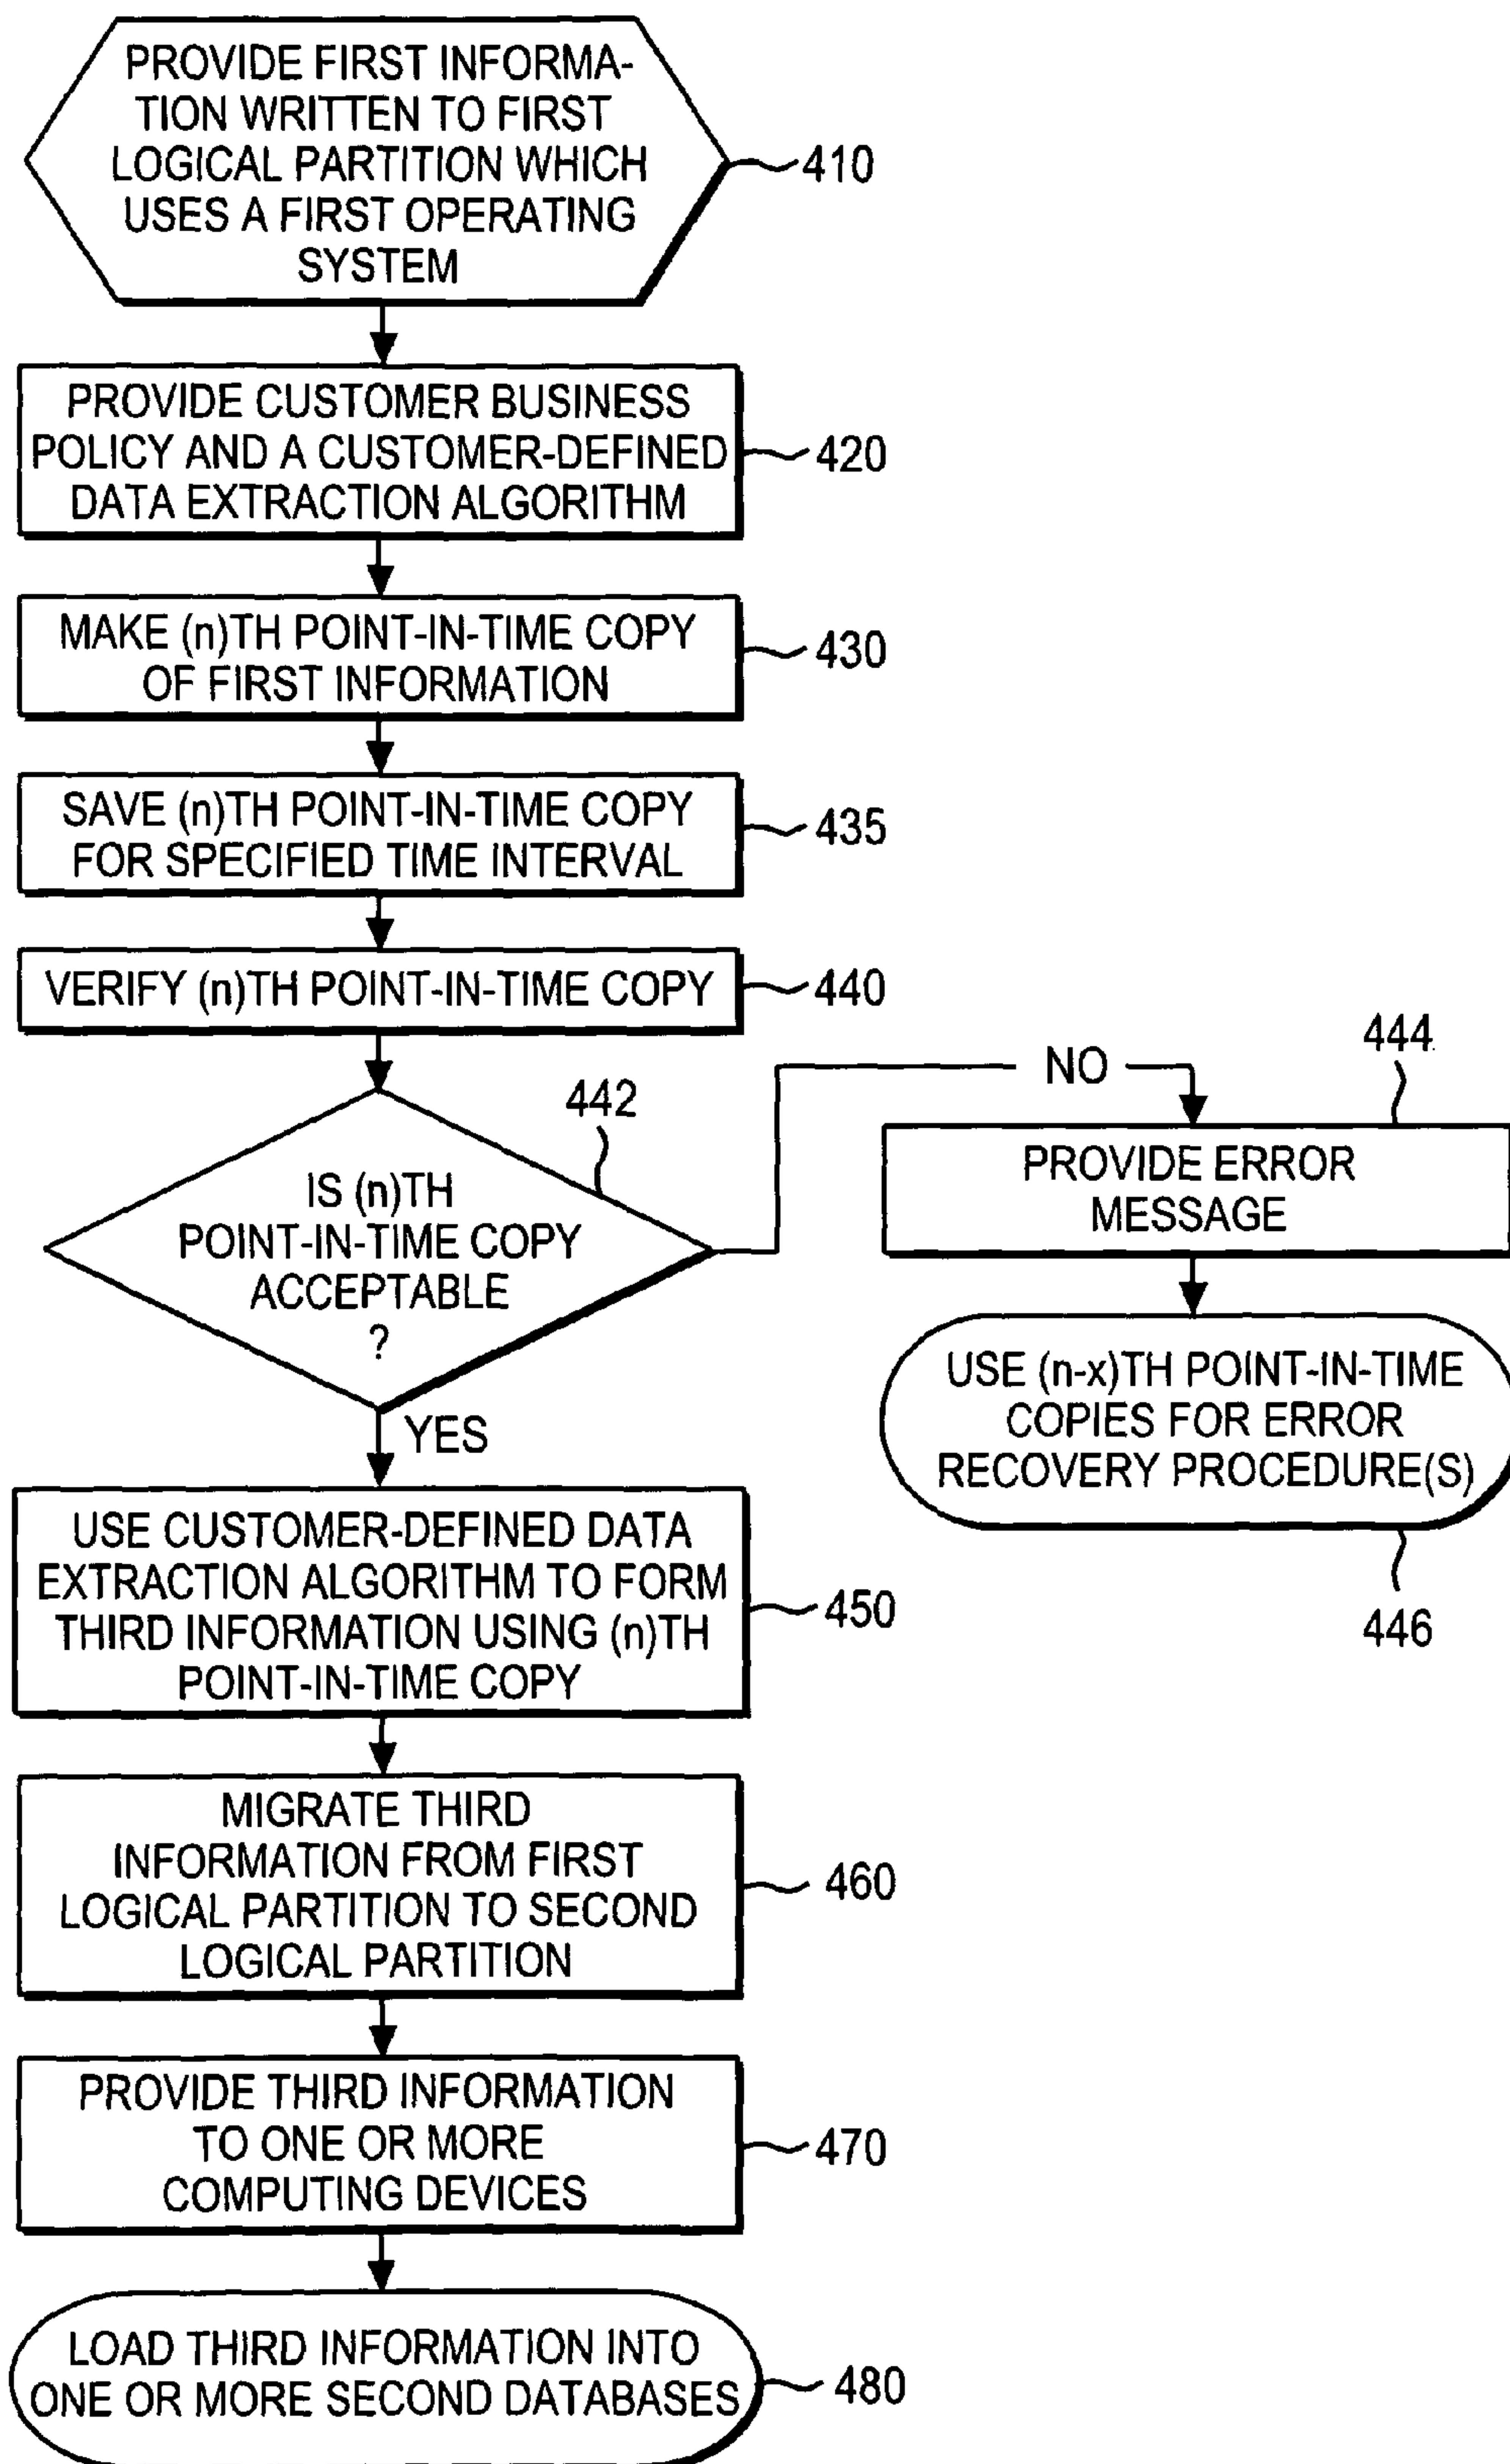 PROVIDE FIRST INFORMA-
TION WRITTEN TO FIRST
LOGICAL PARTITION WHICH
USES A FIRST OPERATING
SYSTEM
410
PROVIDE CUSTOMER BUSINESS
POLICY AND A CUSTOMER-DEFINED
DATA EXTRACTION ALGORITHM
420
MAKE (n)TH POINT-IN-TIME COPY
OF FIRST INFORMATION
430
SAVE (n)TH POINT-IN-TIME COPY
FOR SPECIFIED TIME INTERVAL
435
VERIFY (n)TH POINT-IN-TIME COPY
440
442
IS (n)TH
POINT-IN-TIME COPY
ACCEPTABLE
?
NO
444
PROVIDE ERROR
MESSAGE
USE (n-x)TH POINT-IN-TIME
COPIES FOR ERROR
RECOVERY PROCEDURE(S)
446
YES
USE CUSTOMER-DEFINED DATA
EXTRACTION ALGORITHM TO FORM
THIRD INFORMATION USING (n)TH
POINT-IN-TIME COPY
450
MIGRATE THIRD
INFORMATION FROM FIRST
LOGICAL PARTITION TO SECOND
LOGICAL PARTITION
460
PROVIDE THIRD INFORMATION
TO ONE OR MORE
COMPUTING DEVICES
470
LOAD THIRD INFORMATION INTO
ONE OR MORE SECOND DATABASES
480